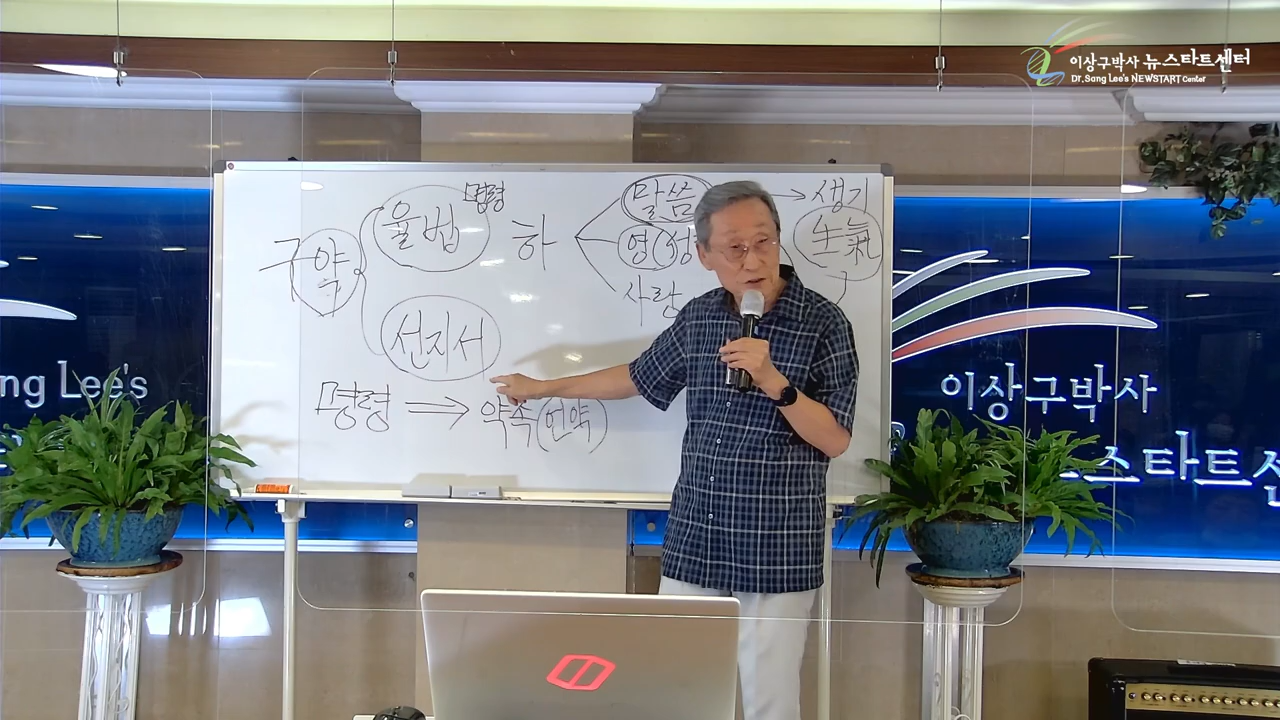 이상구박사 뉴스타트센터
Dr. Sang Lee's NEWSTART Center
구약
율법 명령
선지서
하
말씀
영(성
사랑
생기
生氣
명령 ⇒ 약속(언약)
ang Lee's
이상구박사
스타트센